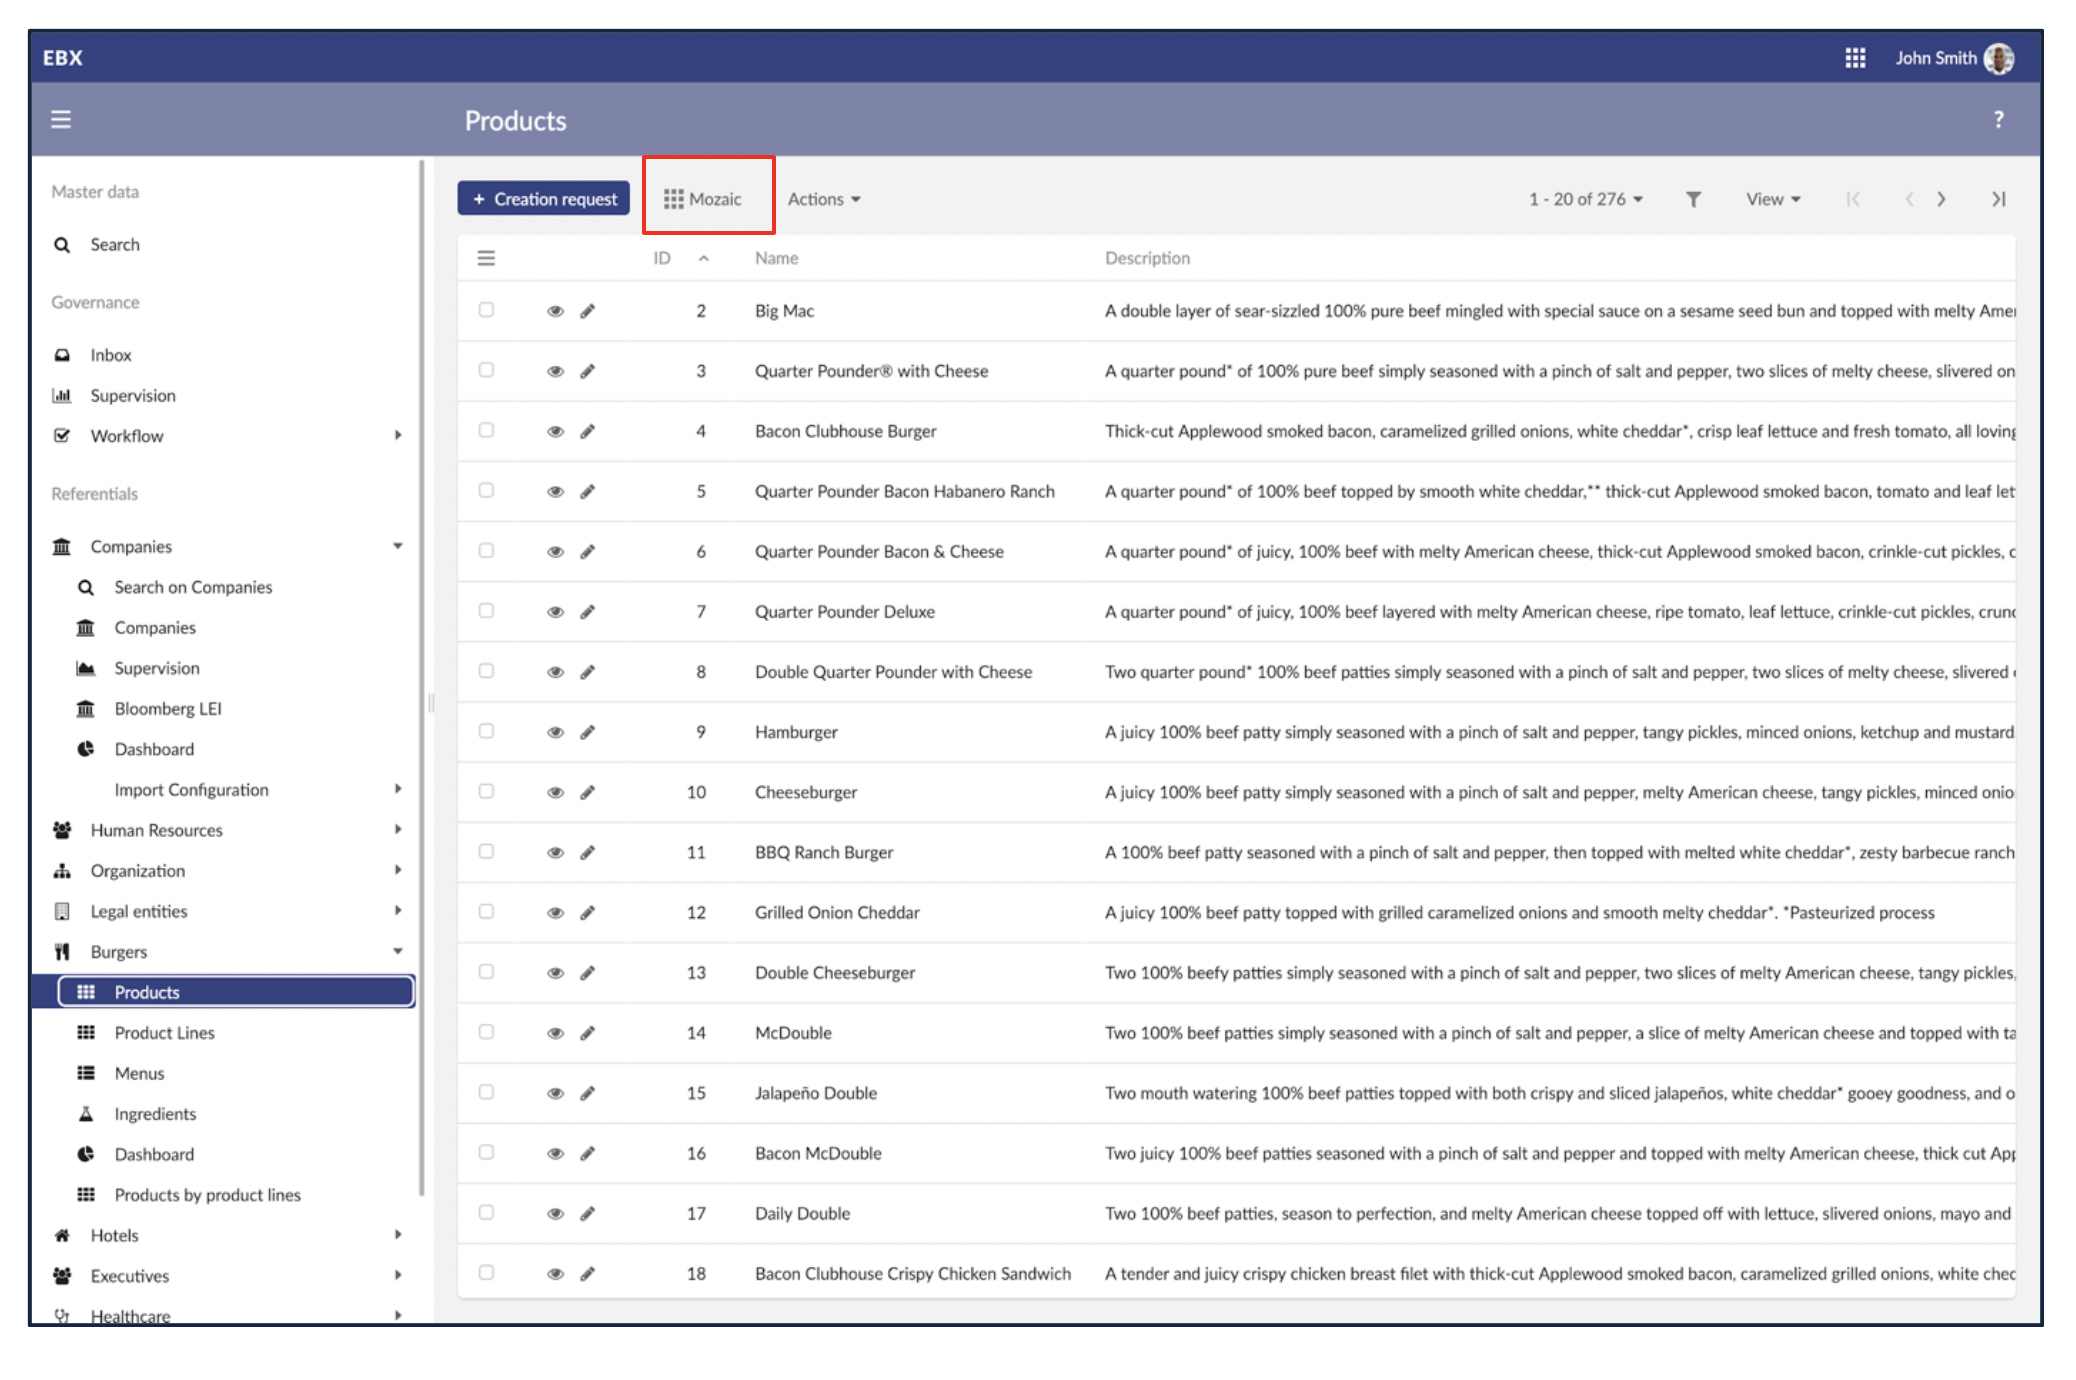 EBX
John Smith
Products
?
Master data
Search
Governance
Inbox
Supervision
Workflow
Referentials
Companies
Search on Companies
Companies
Supervision
Bloomberg LEI
Dashboard
Import Configuration
Human Resources
Organization
Legal entities
Burgers
Products
Product Lines
Menus
Ingredients
Dashboard
Products by product lines
Hotels
Executives
Healthcare
+ Creation request Mozaic Actions 1 - 20 of 276 View
ID Name Description
2 Big Mac A double layer of sear-sizzled 100% pure beef mingled with special sauce on a sesame seed bun and topped with melty Amer
3 Quarter Pounder® with Cheese A quarter pound* of 100% pure beef simply seasoned with a pinch of salt and pepper, two slices of melty cheese, slivered on
4 Bacon Clubhouse Burger Thick-cut Applewood smoked bacon, caramelized grilled onions, white cheddar*, crisp leaf lettuce and fresh tomato, all loving
5 Quarter Pounder Bacon Habanero Ranch A quarter pound* of 100% beef topped by smooth white cheddar,** thick-cut Applewood smoked bacon, tomato and leaf let
6 Quarter Pounder Bacon & Cheese A quarter pound* of juicy, 100% beef with melty American cheese, thick-cut Applewood smoked bacon, crinkle-cut pickles, c
7 Quarter Pounder Deluxe A quarter pound* of juicy, 100% beef layered with melty American cheese, ripe tomato, leaf lettuce, crinkle-cut pickles, crunc
8 Double Quarter Pounder with Cheese Two quarter pound* 100% beef patties simply seasoned with a pinch of salt and pepper, two slices of melty cheese, slivered
9 Hamburger A juicy 100% beef patty simply seasoned with a pinch of salt and pepper, tangy pickles, minced onions, ketchup and mustard
10 Cheeseburger A juicy 100% beef patty simply seasoned with a pinch of salt and pepper, melty American cheese, tangy pickles, minced onio
11 BBQ Ranch Burger A 100% beef patty seasoned with a pinch of salt and pepper, then topped with melted white cheddar*, zesty barbecue ranch
12 Grilled Onion Cheddar A juicy 100% beef patty topped with grilled caramelized onions and smooth melty cheddar*. *Pasteurized process
13 Double Cheeseburger Two 100% beefy patties simply seasoned with a pinch of salt and pepper, two slices of melty American cheese, tangy pickles,
14 McDouble Two 100% beef patties simply seasoned with a pinch of salt and pepper, a slice of melty American cheese and topped with ta
15 Jalapeño Double Two mouth watering 100% beef patties topped with both crispy and sliced jalapeños, white cheddar* gooey goodness, and o
16 Bacon McDouble Two juicy 100% beef patties seasoned with a pinch of salt and pepper and topped with melty American cheese, thick cut App
17 Daily Double Two 100% beef patties, season to perfection, and melty American cheese topped off with lettuce, slivered onions, mayo and
18 Bacon Clubhouse Crispy Chicken Sandwich A tender and juicy crispy chicken breast filet with thick-cut Applewood smoked bacon, caramelized grilled onions, white chec